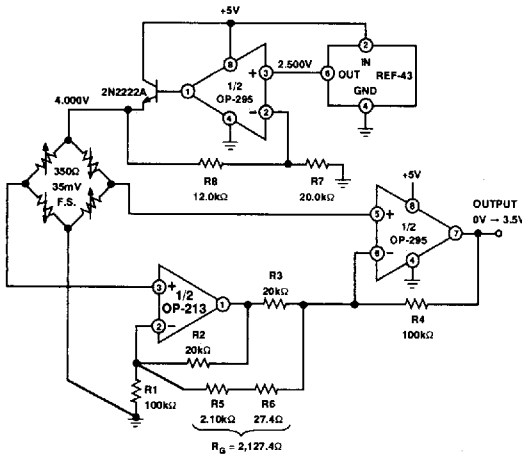 +5V
2
IN
2N2222A
8
2.500V
6
OUT
REF-43
+
3
1
1/2
OP-295
GND
4.000V
−
2
4
4
350Ω
35mV
F.S.
R8
12.0kΩ
R7
20.0kΩ
+5V
8
OUTPUT
0V → 3.5V
5
+
1/2
OP-295
7
6
−
4
3
+
1/2
OP-213
1
R3
20kΩ
2
−
R2
20kΩ
R4
100kΩ
R1
100kΩ
R5
2.10kΩ
R6
27.4Ω
RG = 2,127.4Ω